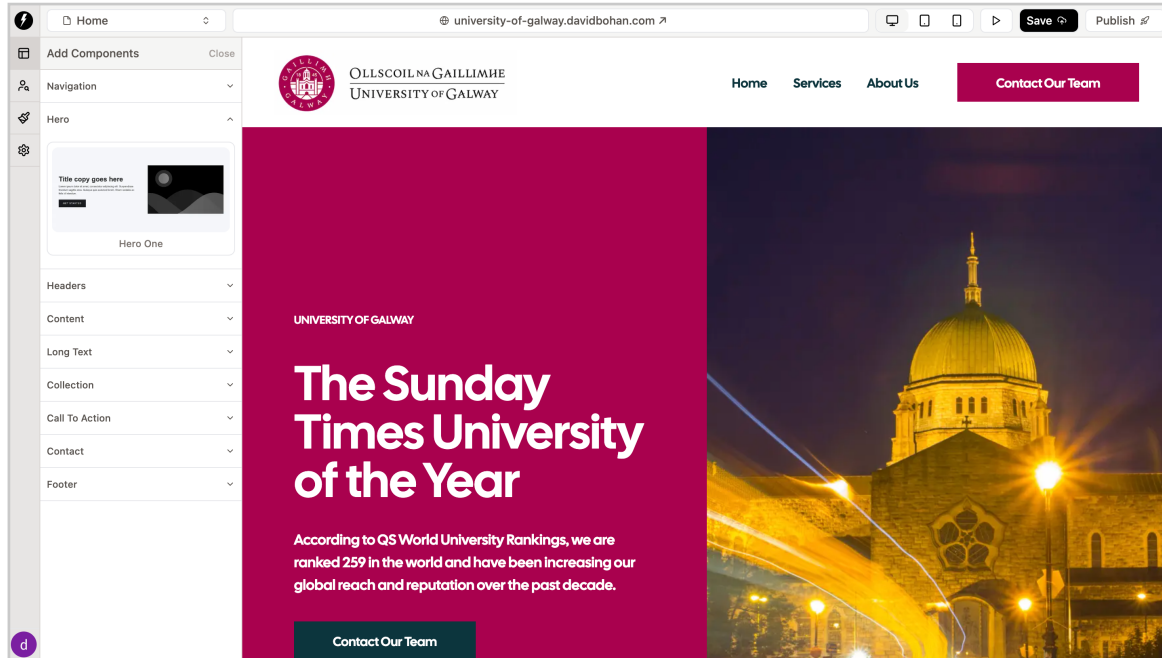 Home
university-of-galway.davidbohan.com
Save
Publish
Add Components
Close
Navigation
Hero
Title copy goes here
GET STARTED
Hero One
Headers
Content
Long Text
Collection
Call To Action
Contact
Footer
d
GAILLIMH
GALWAY
OLLSCOIL NA GAILLIMHE
UNIVERSITY OF GALWAY
Home
Services
About Us
Contact Our Team
UNIVERSITY OF GALWAY
The Sunday
Times University
of the Year
According to QS World University Rankings, we are
ranked 259 in the world and have been increasing our
global reach and reputation over the past decade.
Contact Our Team